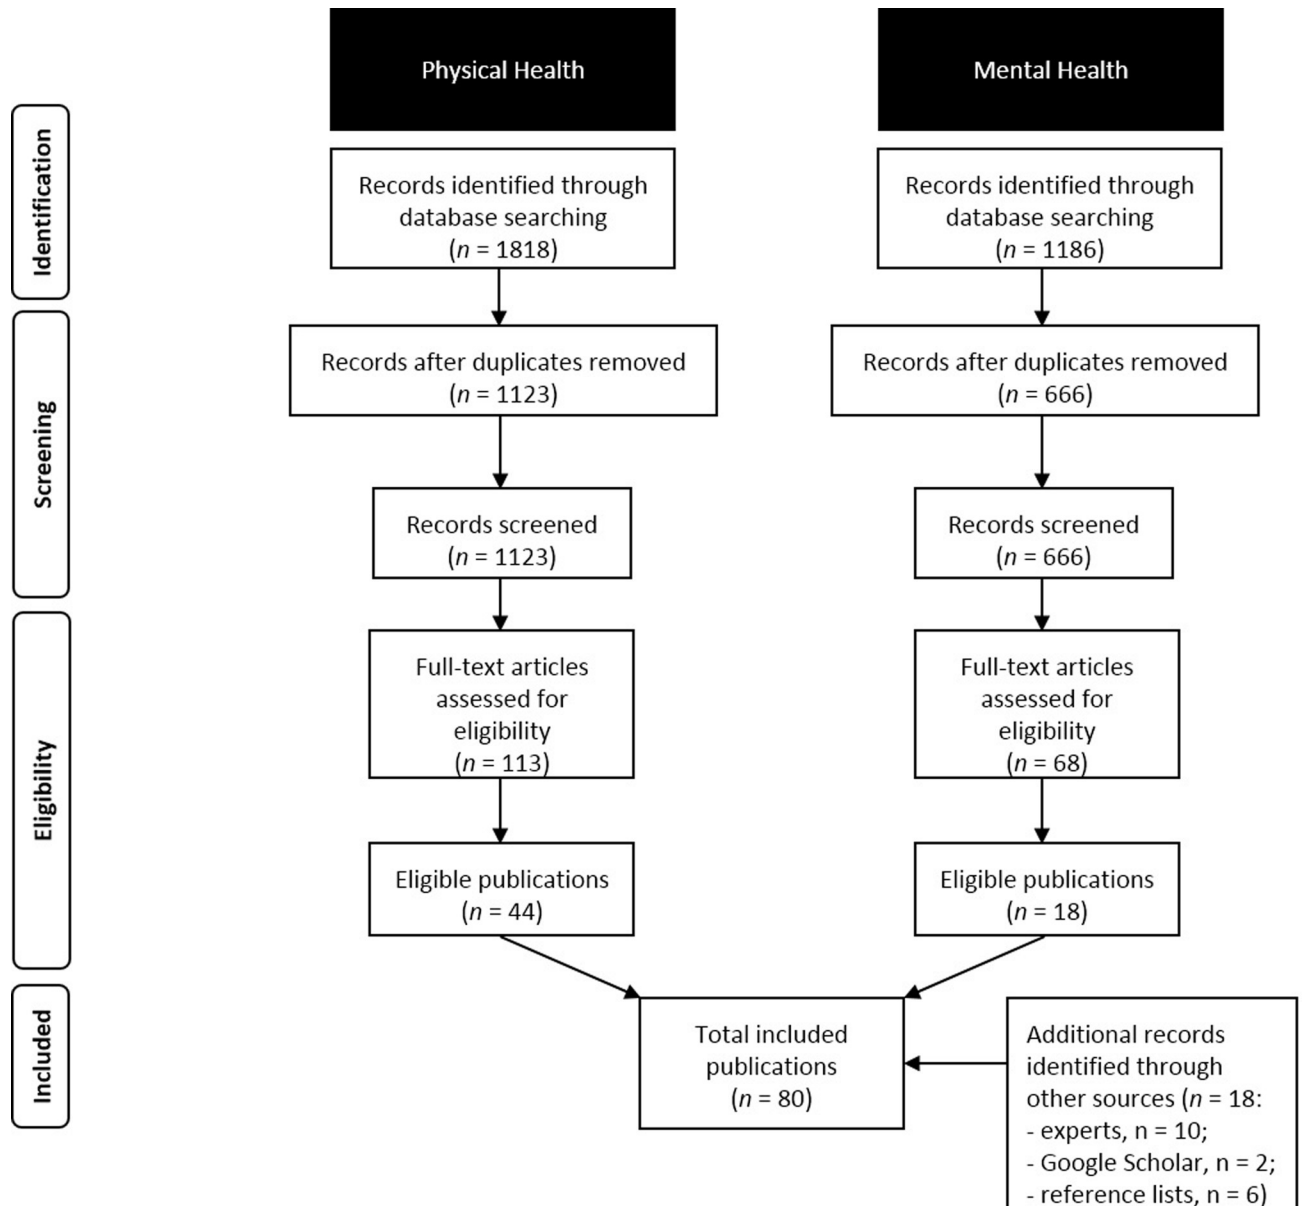 Physical Health
Mental Health
Identification
Records identified through
database searching
(n = 1818)
Records identified through
database searching
(n = 1186)
Screening
Records after duplicates removed
(n = 1123)
Records after duplicates removed
(n = 666)
Records screened
(n = 1123)
Records screened
(n = 666)
Eligibility
Full-text articles
assessed for
eligibility
(n = 113)
Full-text articles
assessed for
eligibility
(n = 68)
Eligible publications
(n = 44)
Eligible publications
(n = 18)
Included
Total included
publications
(n = 80)
Additional records
identified through
other sources (n = 18:
- experts, n = 10;
- Google Scholar, n = 2;
- reference lists, n = 6)